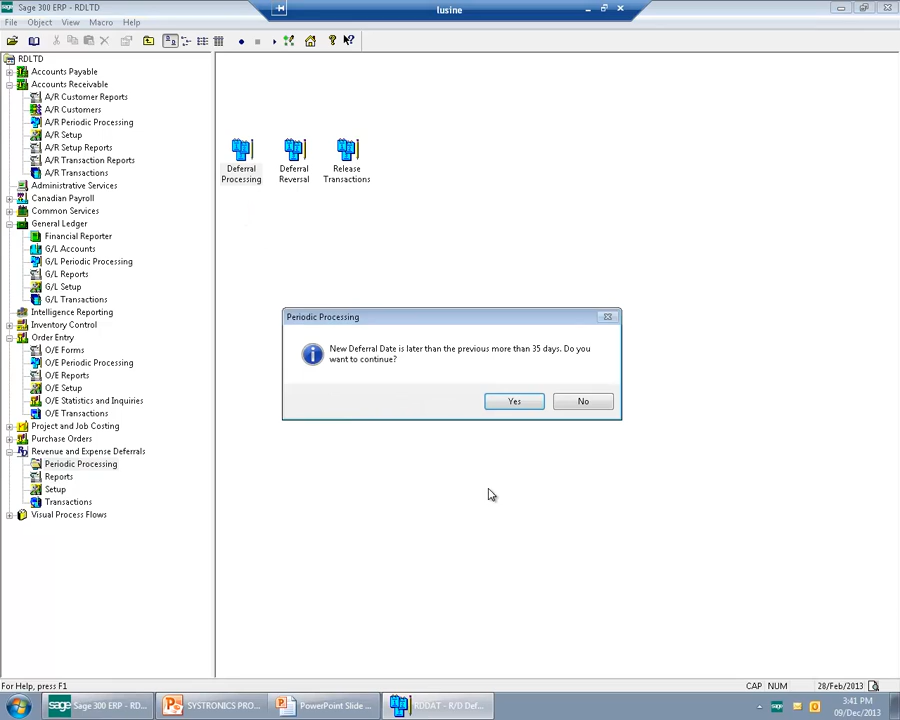 Sage 300 ERP - RDLTD
lusine
File Object View Macro Help
RDLTD
Accounts Payable
Accounts Receivable
A/R Customer Reports
A/R Customers
A/R Periodic Processing
A/R Setup
A/R Setup Reports
A/R Transaction Reports
A/R Transactions
Administrative Services
Canadian Payroll
Common Services
General Ledger
Financial Reporter
G/L Accounts
G/L Periodic Processing
G/L Reports
G/L Setup
G/L Transactions
Intelligence Reporting
Inventory Control
Order Entry
O/E Forms
O/E Periodic Processing
O/E Reports
O/E Setup
O/E Statistics and Inquiries
O/E Transactions
Project and Job Costing
Purchase Orders
Revenue and Expense Deferrals
Periodic Processing
Reports
Setup
Transactions
Visual Process Flows
Deferral
Processing
Deferral
Reversal
Release
Transactions
Periodic Processing
New Deferral Date is later than the previous more than 35 days. Do you
want to continue?
Yes No
For Help, press F1
CAP NUM 28/Feb/2013
sage Sage 300 ERP - RD...
SYSTRONICS PRO...
PowerPoint Slide ...
RDDAT - R/D Def...
sage
3:41 PM
09/Dec/2013